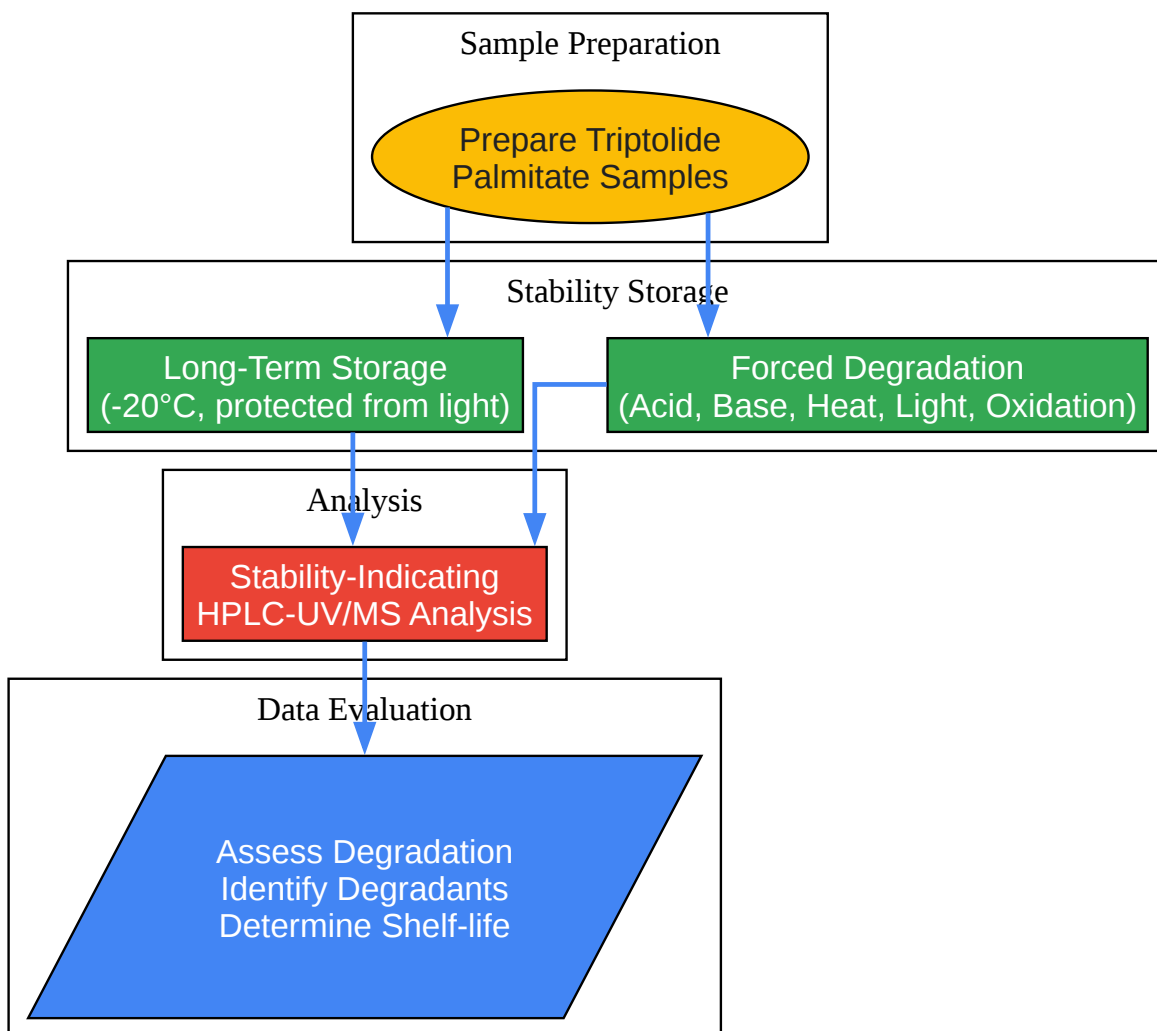 Sample Preparation
Prepare Triptolide
Palmitate Samples
Stability Storage
Long-Term Storage
(-20°C, protected from light)
Forced Degradation
(Acid, Base, Heat, Light, Oxidation)
Analysis
Stability-Indicating
HPLC-UV/MS Analysis
Data Evaluation
Assess Degradation
Identify Degradants
Determine Shelf-life